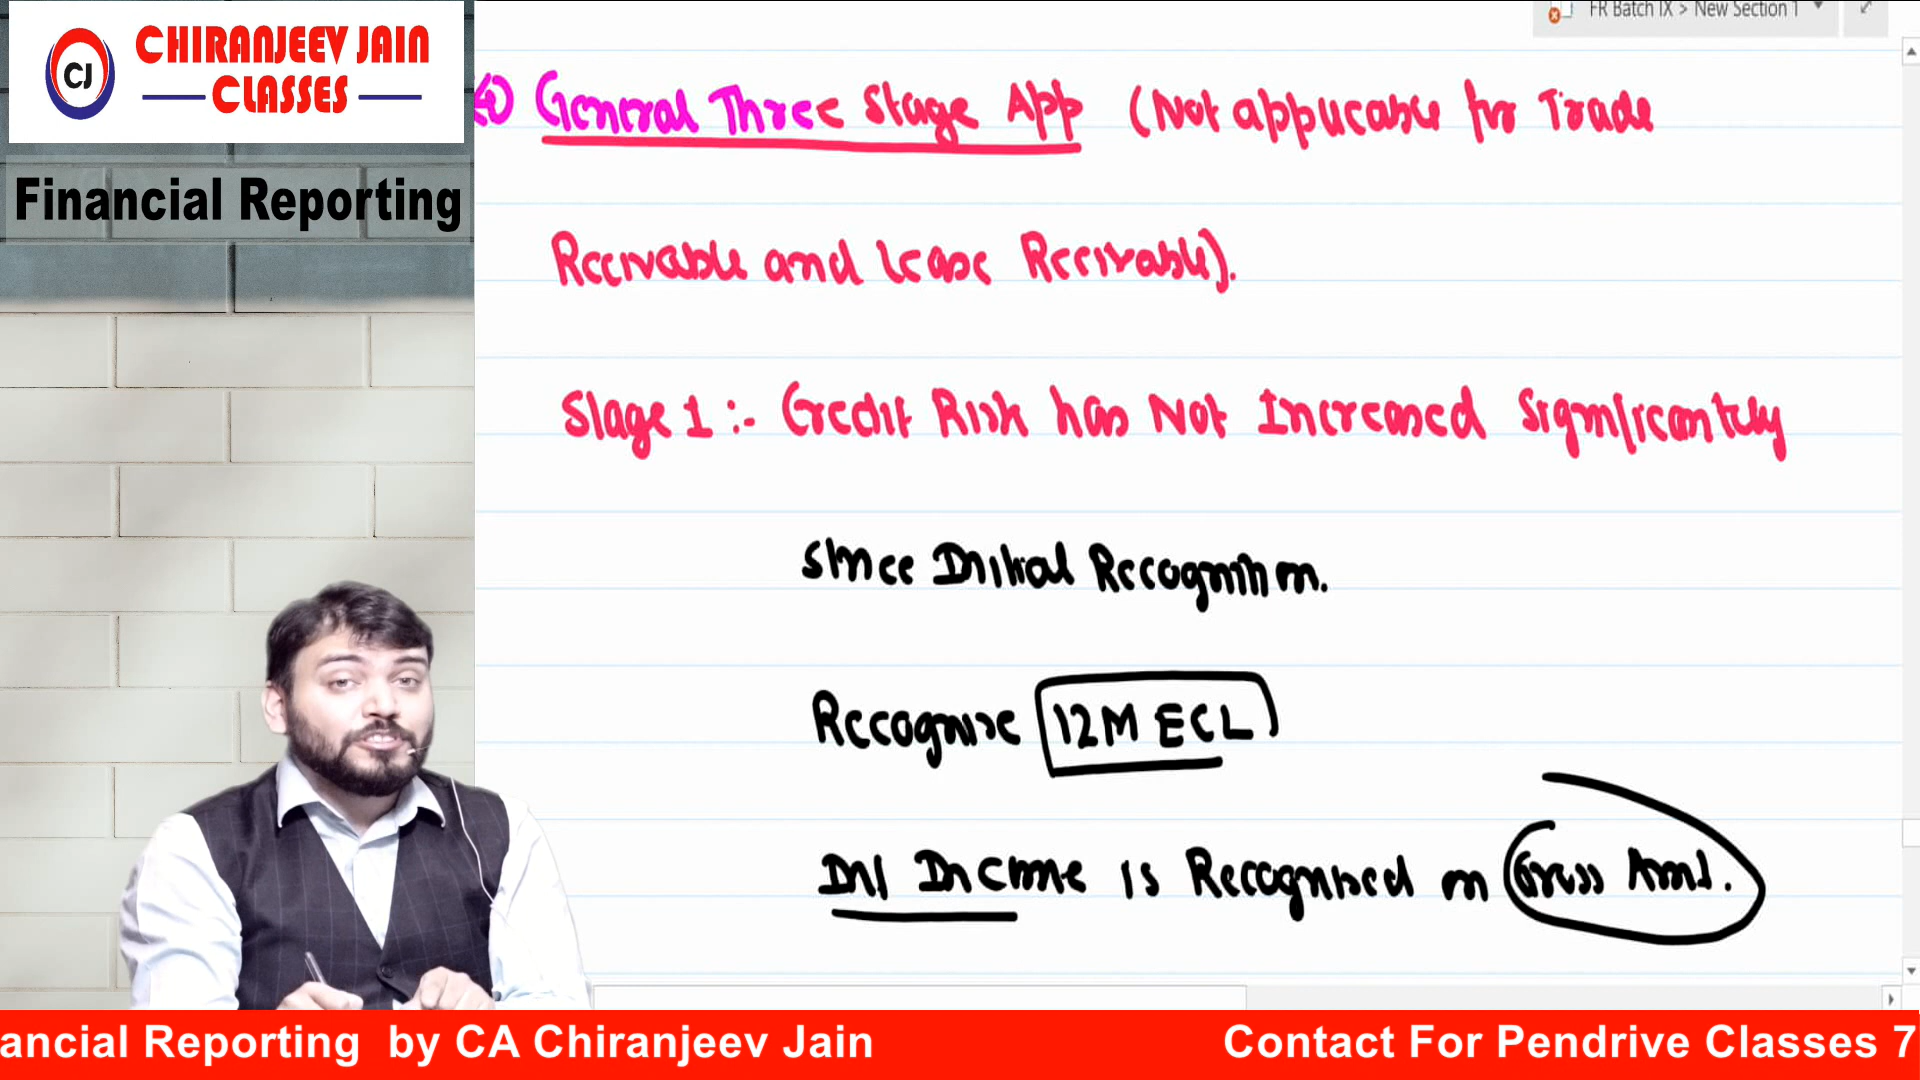 FR Batch IX > New Section 1
CJ
CHIRANJEEV JAIN
CLASSES
Financial Reporting
General Three Stage App (Not applicable for Trade
Receivable and lease Receivable).
Stage 1 :- Credit Risk has Not Increased Significantly
Since Initial Recognition.
Recognise 12M ECL
Int Income is Recognised on Gross Amt.
ancial Reporting by CA Chiranjeev Jain
Contact For Pendrive Classes 7